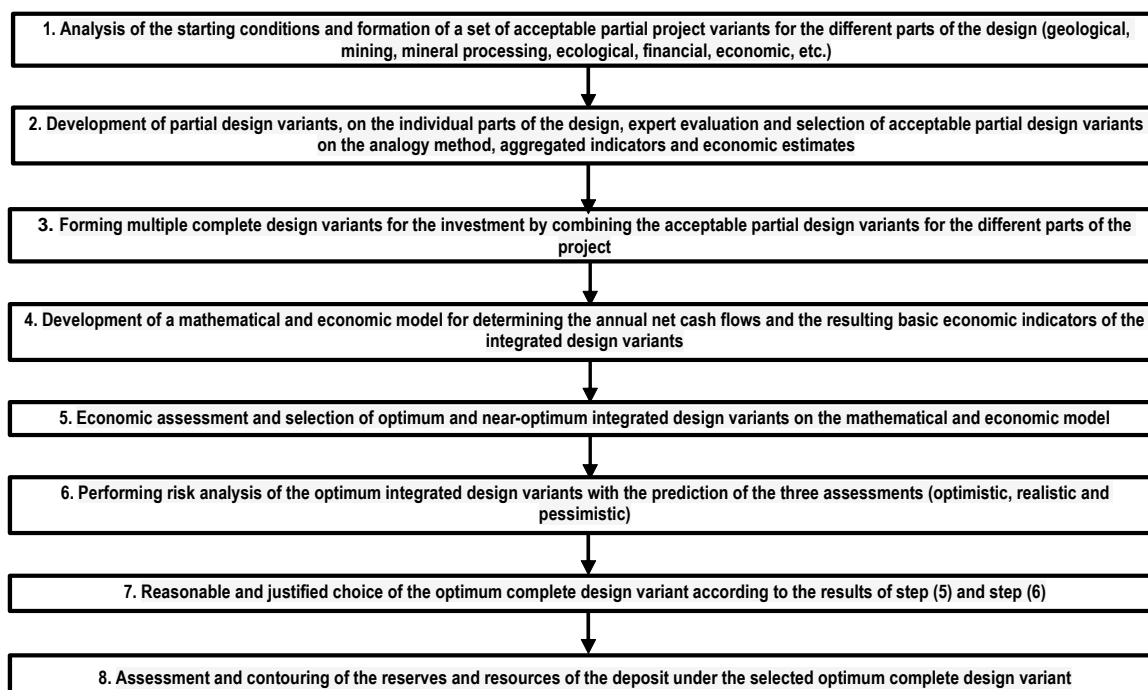 1. Analysis of the starting conditions and formation of a set of acceptable partial project variants for the different parts of the design (geological,
mining, mineral processing, ecological, financial, economic, etc.)
2. Development of partial design variants, on the individual parts of the design, expert evaluation and selection of acceptable partial design variants
on the analogy method, aggregated indicators and economic estimates
3. Forming multiple complete design variants for the investment by combining the acceptable partial design variants for the different parts of the
project
4. Development of a mathematical and economic model for determining the annual net cash flows and the resulting basic economic indicators of the
integrated design variants
5. Economic assessment and selection of optimum and near-optimum integrated design variants on the mathematical and economic model
6. Performing risk analysis of the optimum integrated design variants with the prediction of the three assessments (optimistic, realistic and
pessimistic)
7. Reasonable and justified choice of the optimum complete design variant according to the results of step (5) and step (6)
8. Assessment and contouring of the reserves and resources of the deposit under the selected optimum complete design variant